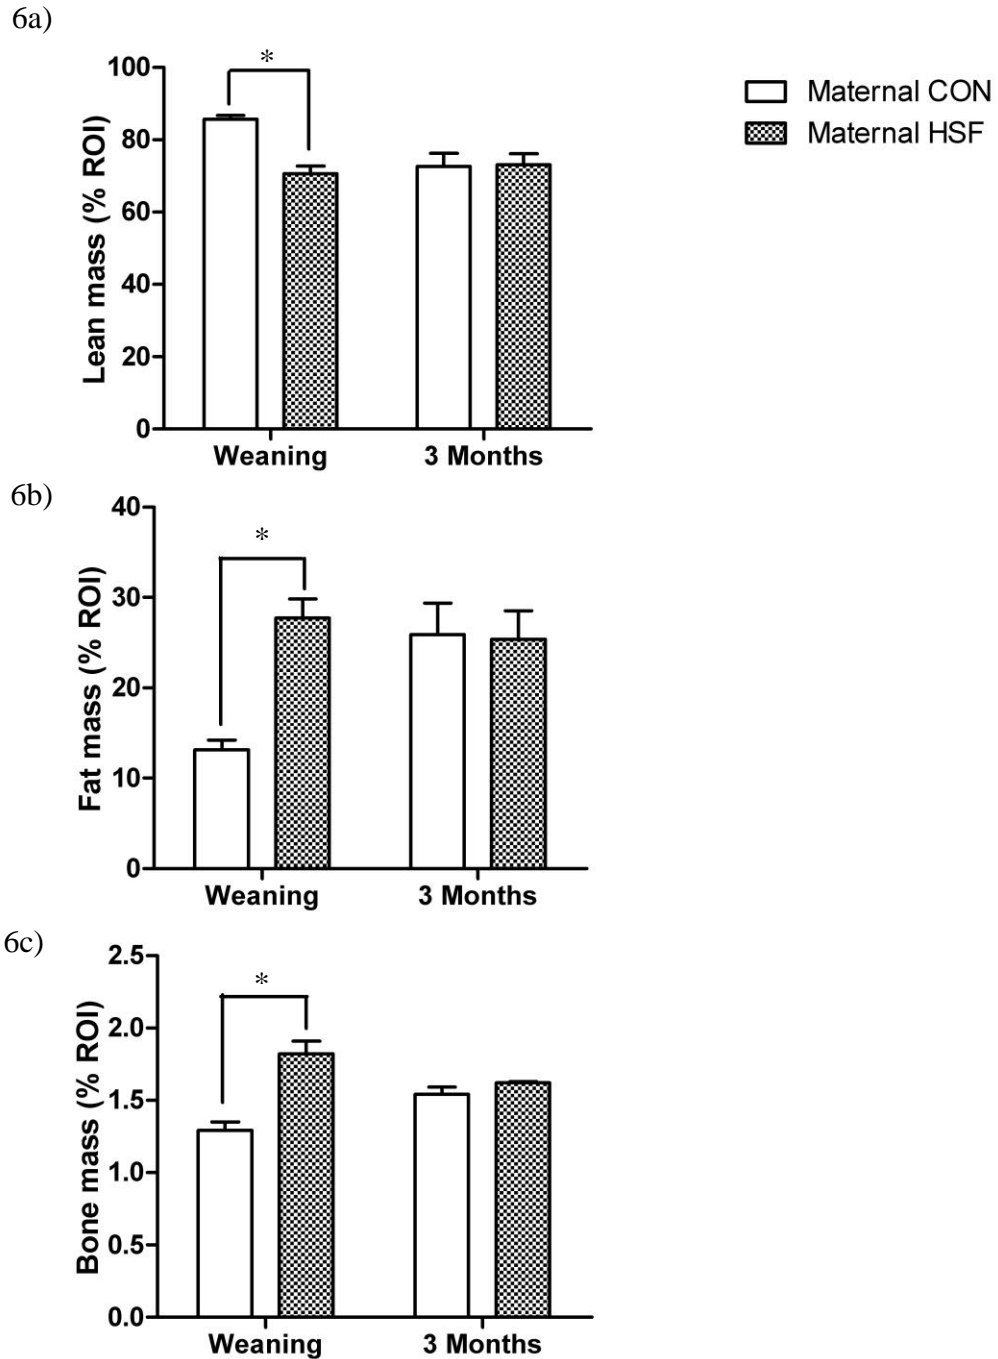 6a)
*
Maternal CON
Maternal HSF
Lean mass (% ROI)
100
80
60
40
20
0
Weaning
3 Months
6b)
*
Fat mass (% ROI)
40
30
20
10
0
Weaning
3 Months
6c)
*
Bone mass (% ROI)
2.5
2.0
1.5
1.0
0.5
0.0
Weaning
3 Months